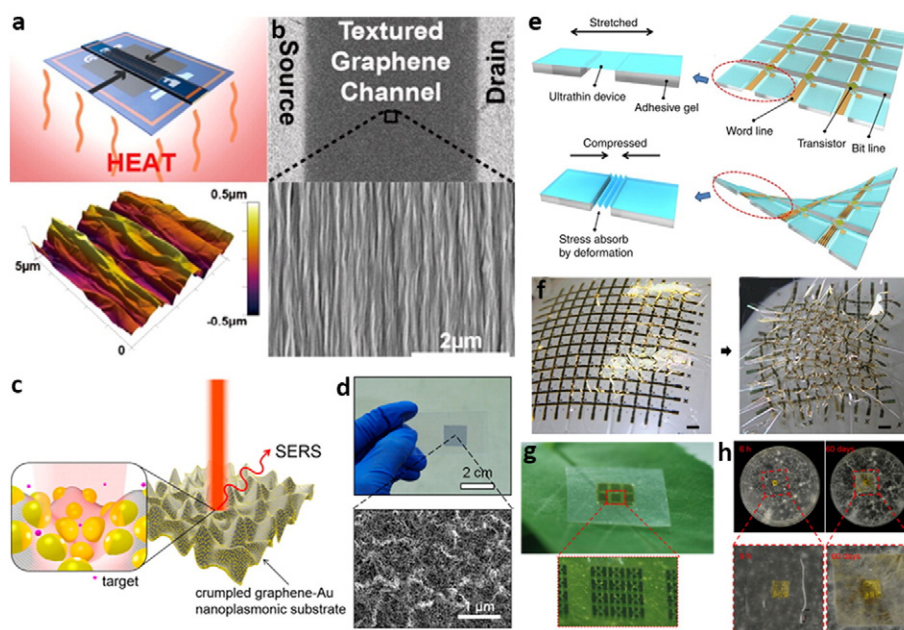 a
HEAT
0.5μm
-0.5μm
5μm
0
b
Source
Textured
Graphene
Channel
Drain
2μm
c
SERS
target
crumpled graphene-Au
nanoplasmonic substrate
d
2 cm
1 μm
e
Stretched
Ultrathin device
Adhesive gel
Word line
Transistor
Bit line
Compressed
Stress absorb
by deformation
f
g
h
6 h
60 days